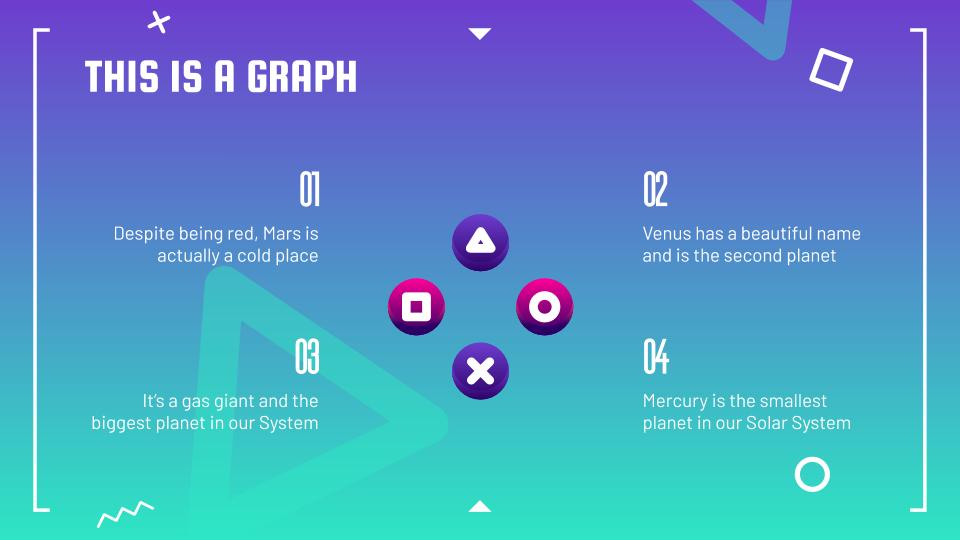 THIS IS A GRAPH
01
Despite being red, Mars is
actually a cold place
02
Venus has a beautiful name
and is the second planet
03
It’s a gas giant and the
biggest planet in our System
04
Mercury is the smallest
planet in our Solar System